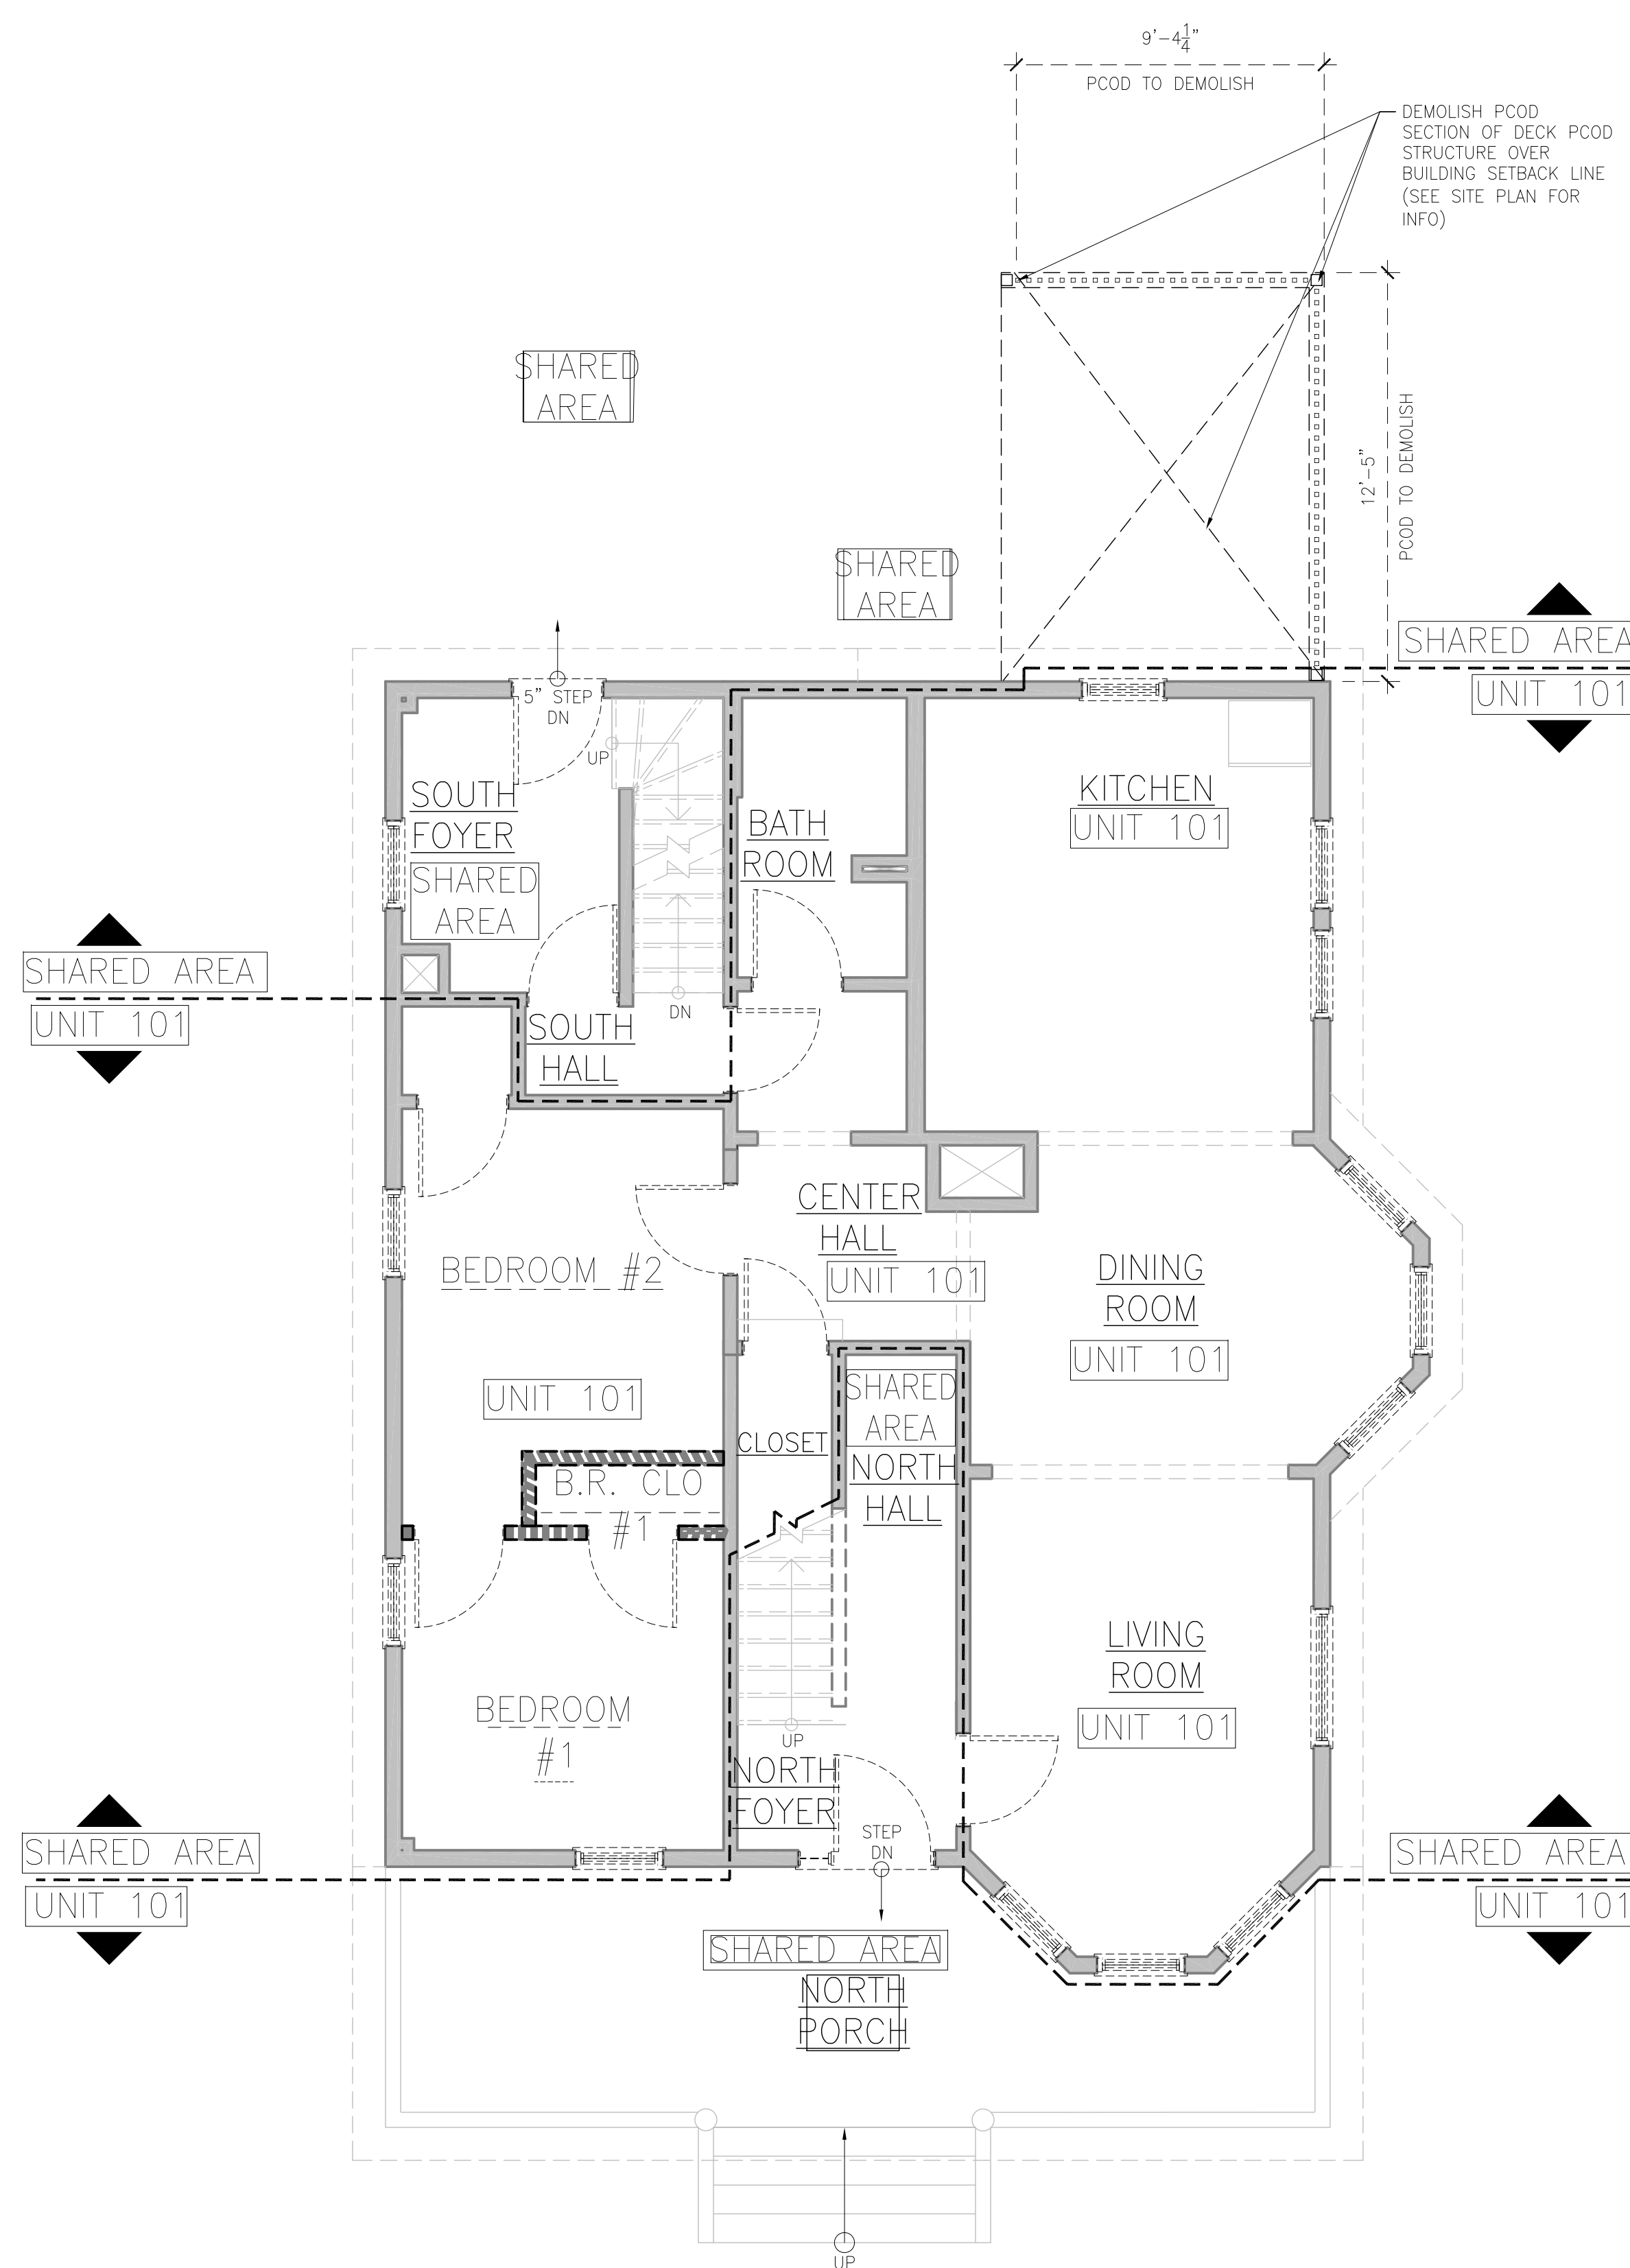 9'-4 1/4"
PCOD TO DEMOLISH
DEMOLISH PCOD
SECTION OF DECK PCOD
STRUCTURE OVER
BUILDING SETBACK LINE
(SEE SITE PLAN FOR
INFO)
SHARED
AREA
12'-5"
PCOD TO DEMOLISH
SHARED
AREA
SHARED AREA
UNIT 101
5" STEP
DN
UP
SOUTH
FOYER
SHARED
AREA
BATH
ROOM
KITCHEN
UNIT 101
SHARED AREA
UNIT 101
DN
SOUTH
HALL
CENTER
HALL
UNIT 101
BEDROOM #2
UNIT 101
DINING
ROOM
UNIT 101
SHARED
AREA
NORTH
HALL
CLOSET
B.R. CLO
#1
LIVING
ROOM
UNIT 101
BEDROOM
#1
UP
NORTH
FOYER
STEP
DN
SHARED AREA
UNIT 101
SHARED AREA
UNIT 101
SHARED AREA
NORTH
PORCH
UP